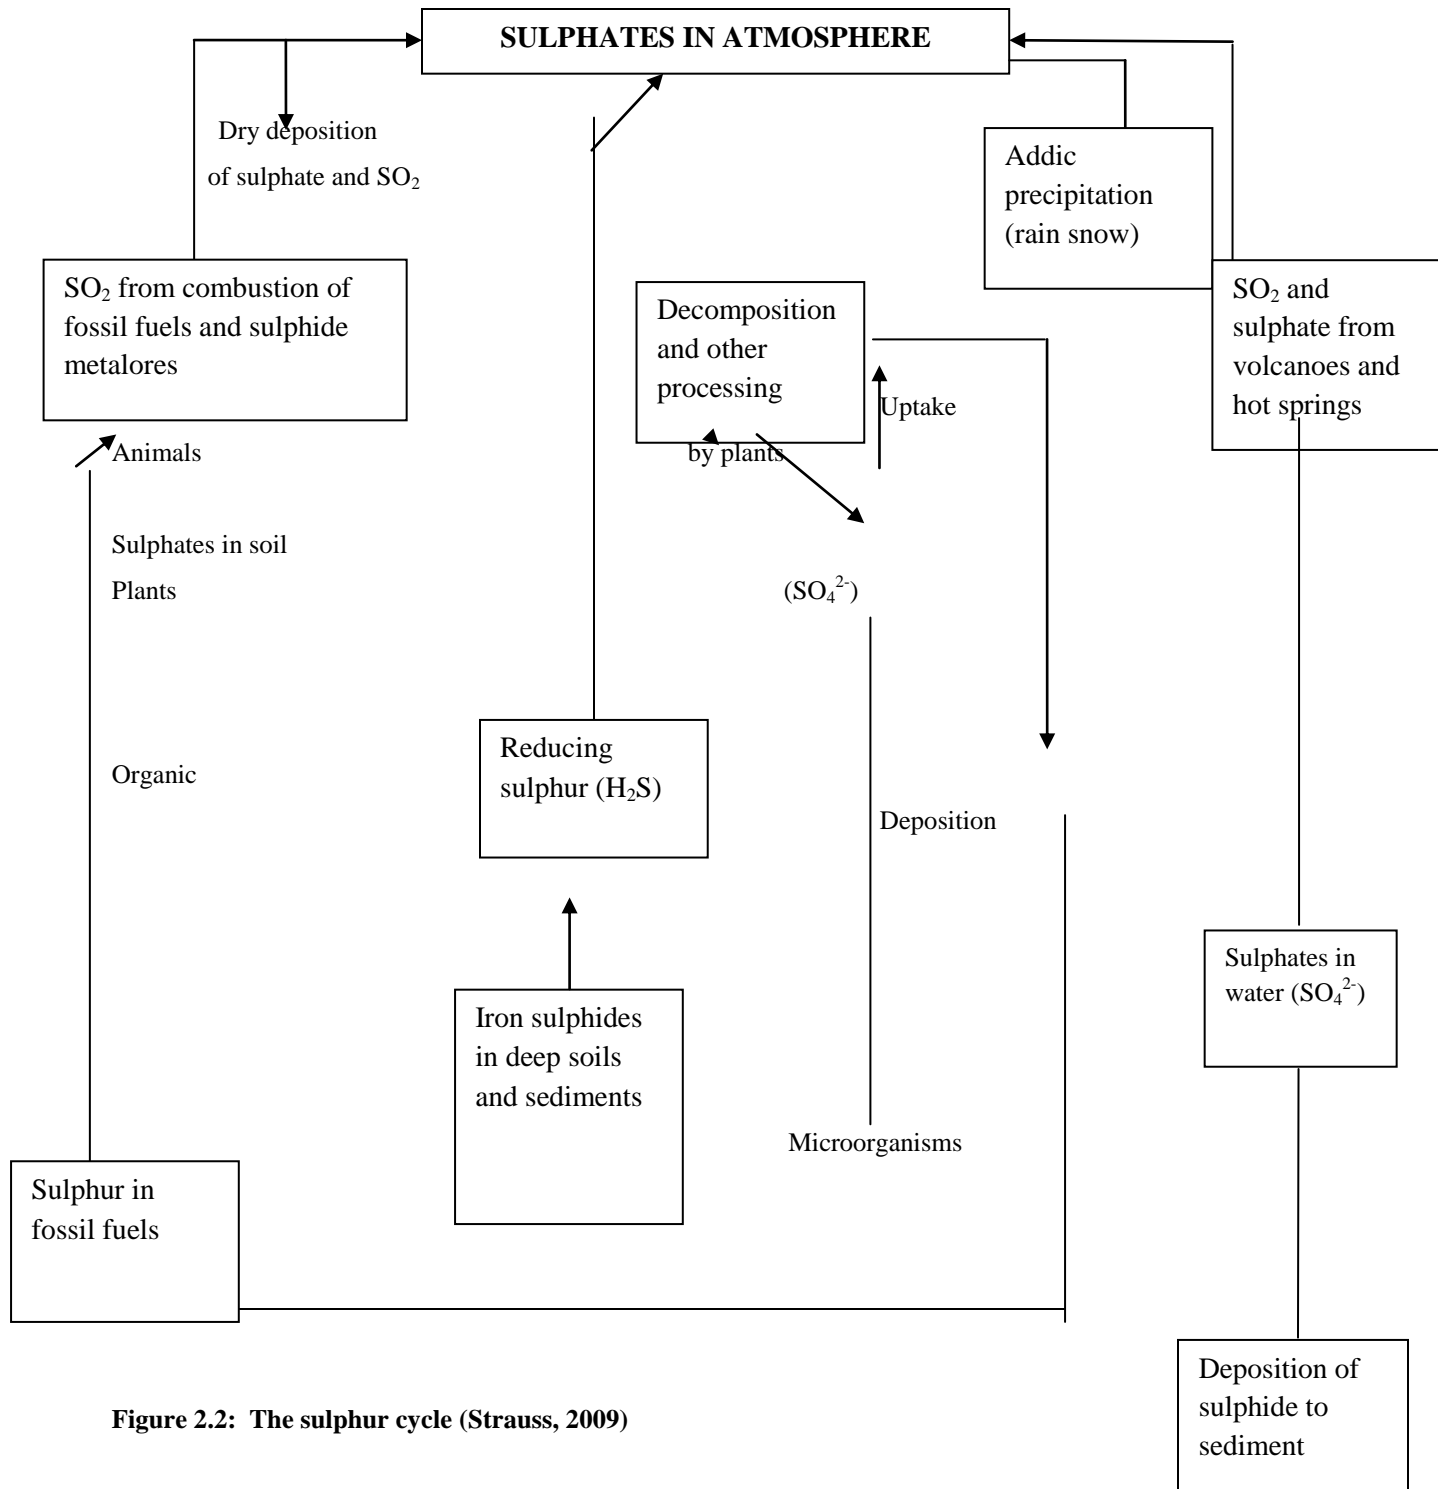 SULPHATES IN ATMOSPHERE
Dry deposition
of sulphate and SO₂
Addic
precipitation
(rain snow)
SO₂ from combustion of
fossil fuels and sulphide
metalores
Decomposition
and other
processing
SO₂ and
sulphate from
volcanoes and
hot springs
Uptake
by plants
Animals
Sulphates in soil
Plants
(SO₄²⁻)
Organic
Reducing
sulphur (H₂S)
Deposition
Sulphates in
water (SO₄²⁻)
Iron sulphides
in deep soils
and sediments
Microorganisms
Sulphur in
fossil fuels
Deposition of
sulphide to
sediment
Figure 2.2: The sulphur cycle (Strauss, 2009)